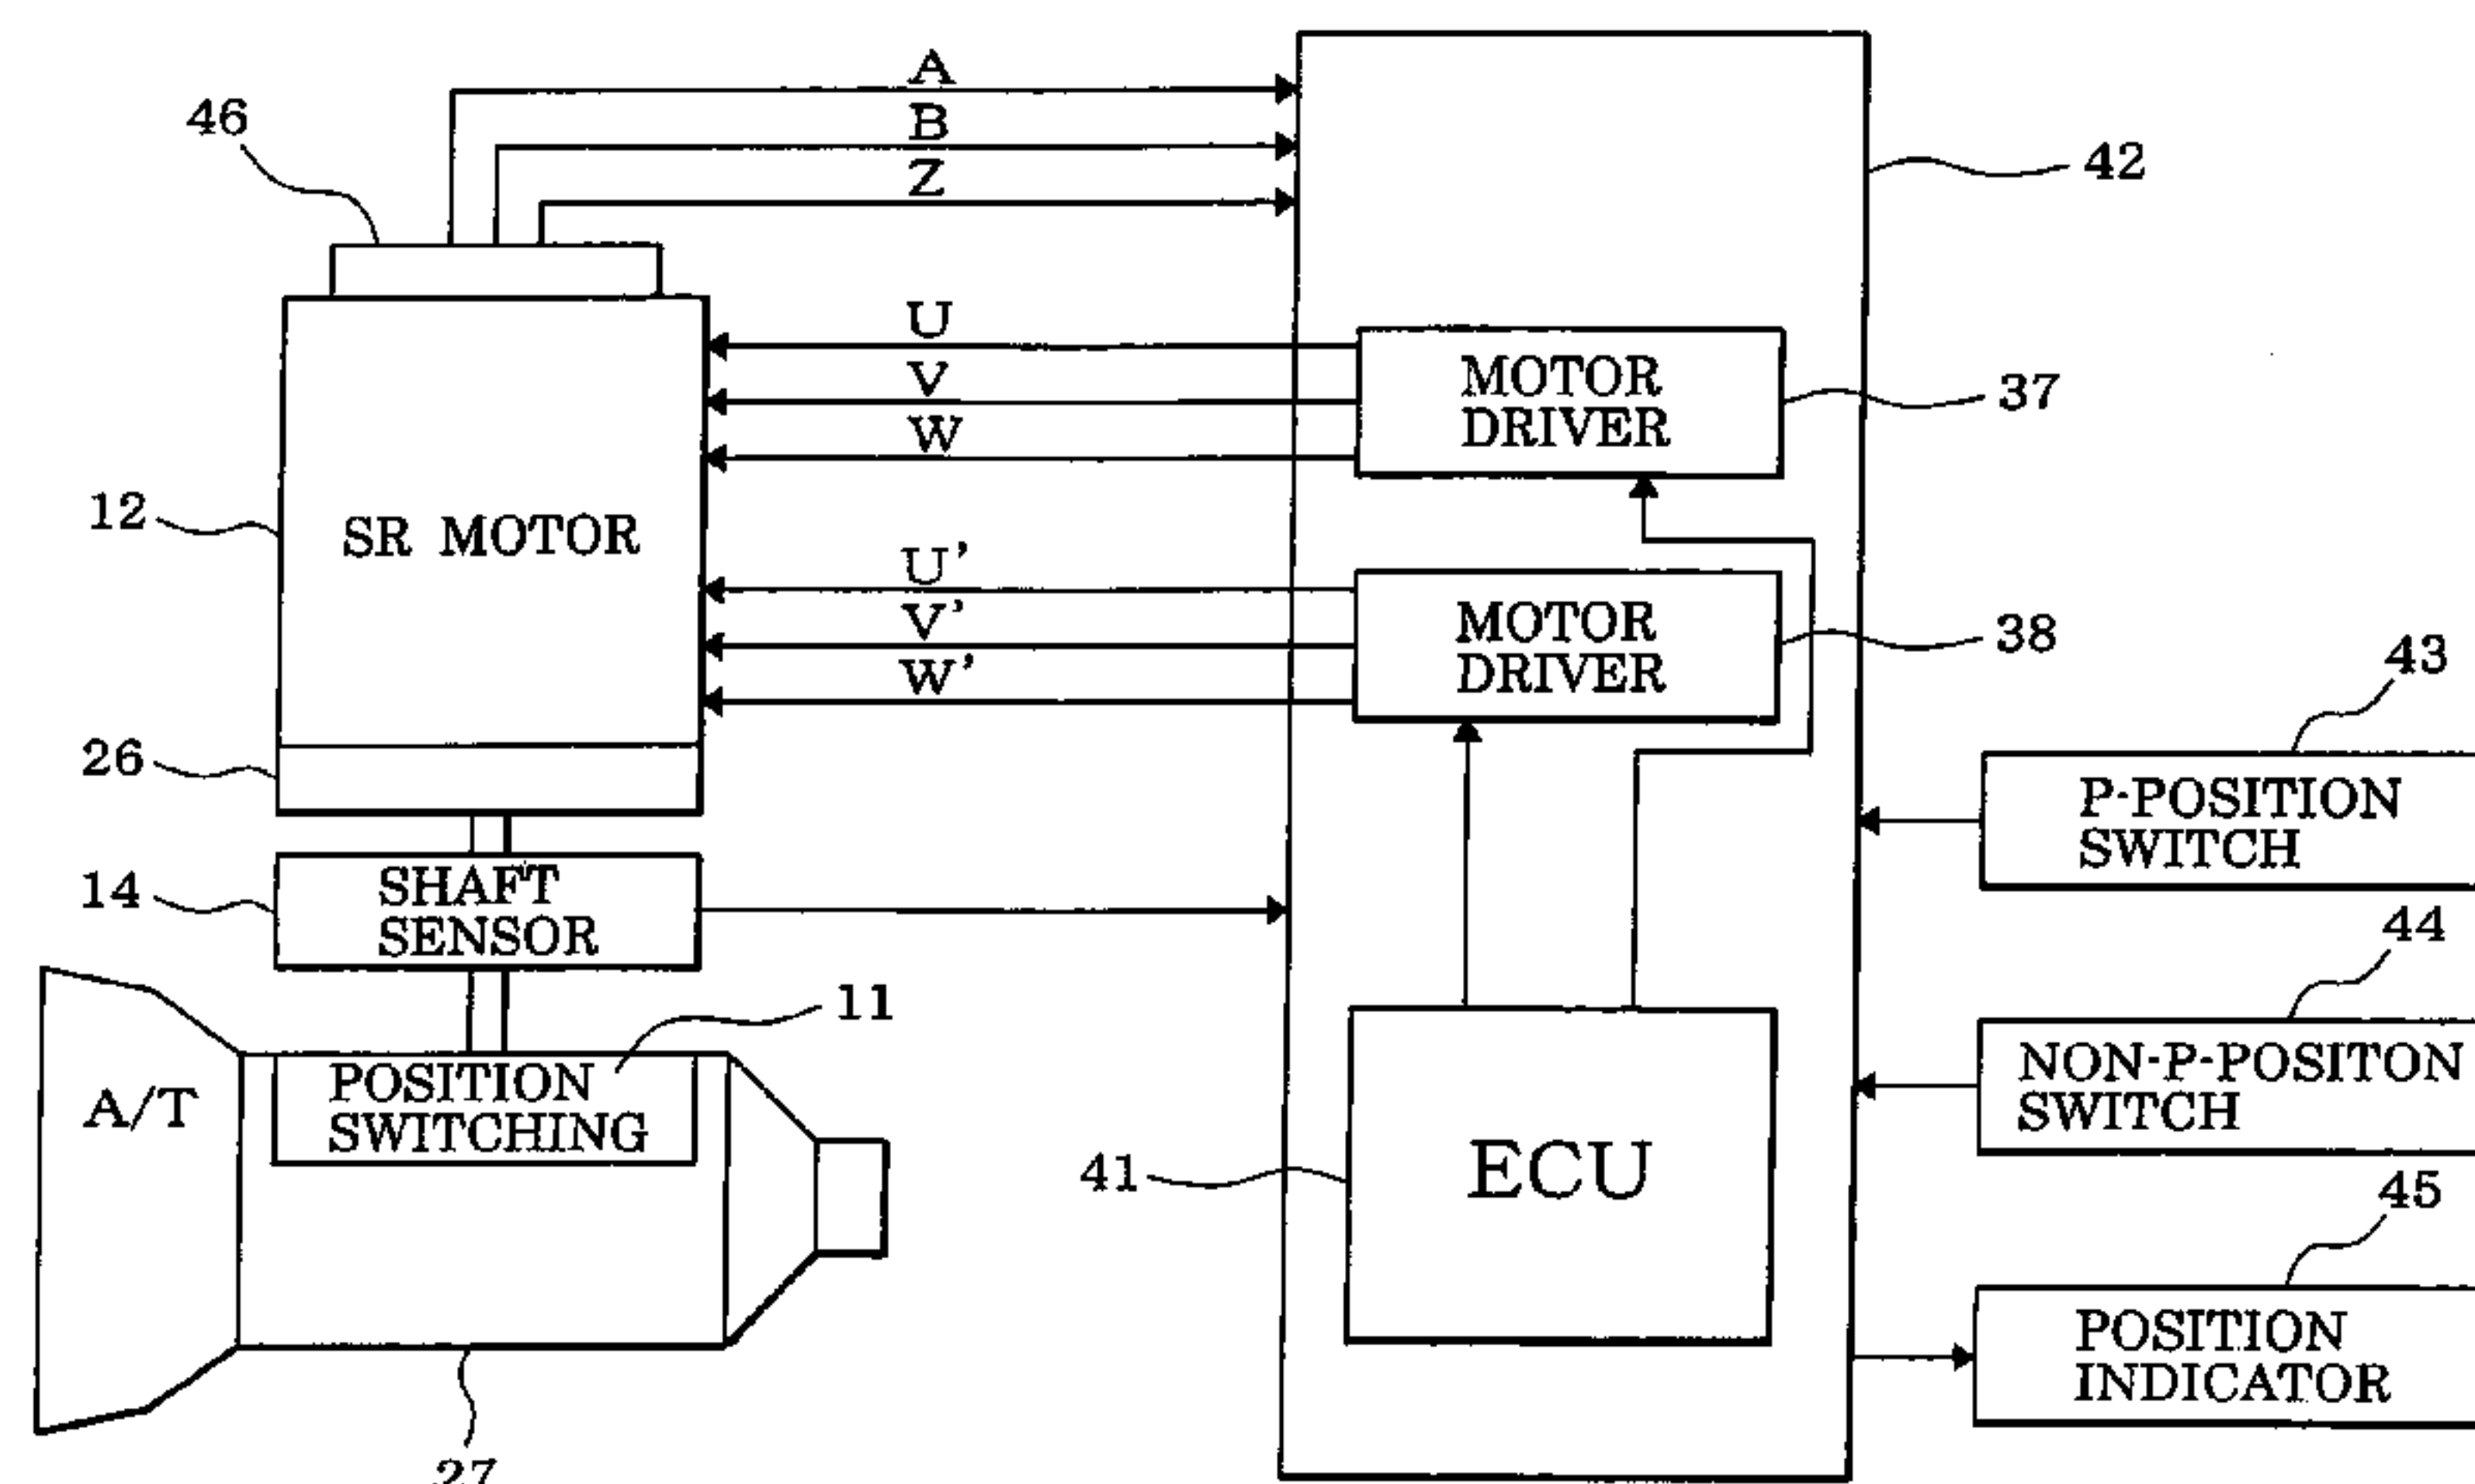 A
46
B
Z
42
U
MOTOR
DRIVER
37
V
W
12
SR MOTOR
U'
MOTOR
DRIVER
38
V'
W'
43
26
P-POSITION
SWITCH
14
SHAFT
SENSOR
44
11
NON-P-POSITON
SWITCH
A/T
POSITION
SWITCHING
41
ECU
45
POSITION
INDICATOR
27